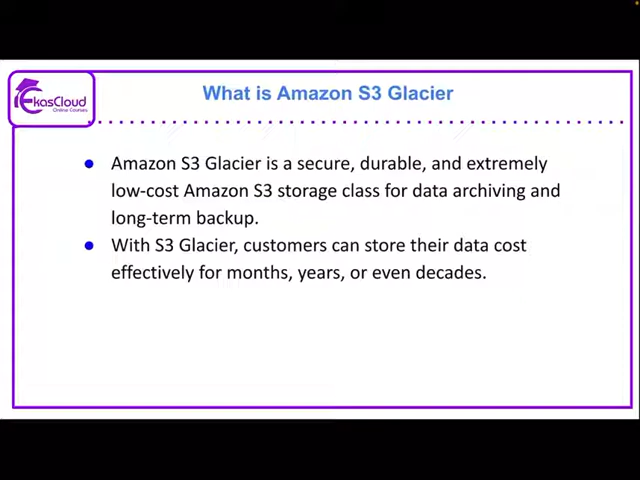 EkasCloud
Online Courses
What is Amazon S3 Glacier
● Amazon S3 Glacier is a secure, durable, and extremely
low-cost Amazon S3 storage class for data archiving and
long-term backup.
● With S3 Glacier, customers can store their data cost
effectively for months, years, or even decades.